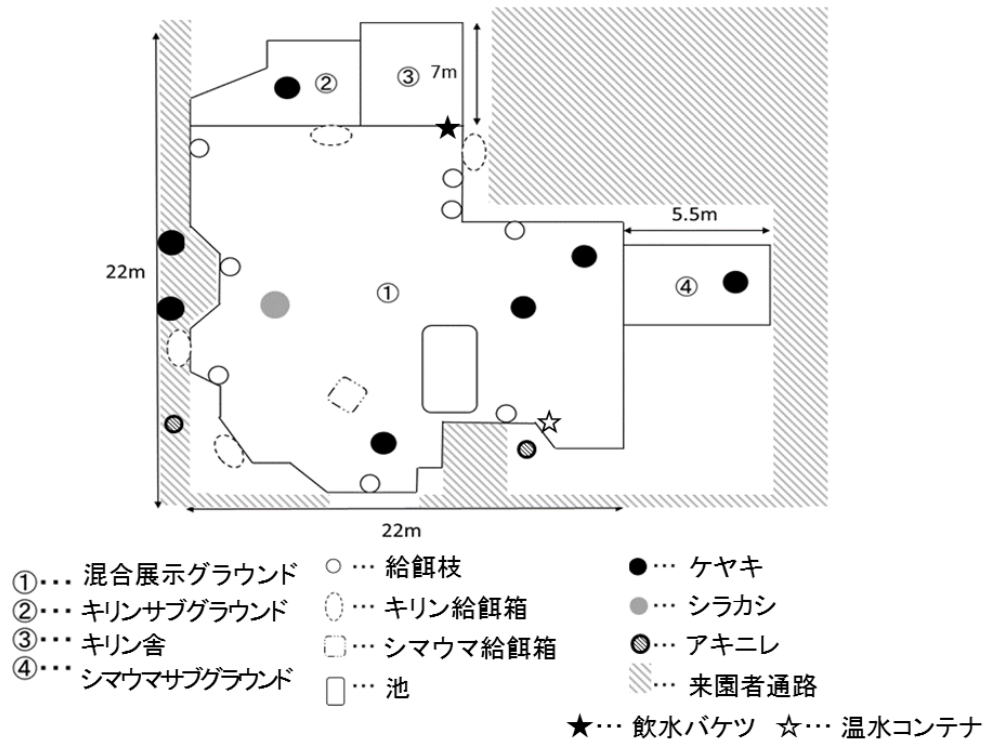 ② ③ 7m
5.5m
22m ① ④
22m
①… 混合展示グラウンド
②… キリンサブグラウンド
③… キリン舎
④… シマウマサブグラウンド
… 給餌枝
… キリン給餌箱
… シマウマ給餌箱
… 池
… ケヤキ
… シラカシ
… アキニレ
… 来園者通路
★… 飲水バケツ ☆… 温水コンテナ